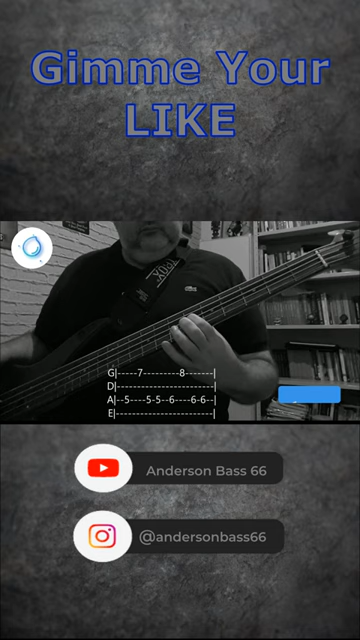 Gimme Your
LIKE
G|-----7---------8-------|
D|-----------------------|
A|--5----5-5--6----6-6--|
E|-----------------------|
Anderson Bass 66
@andersonbass66